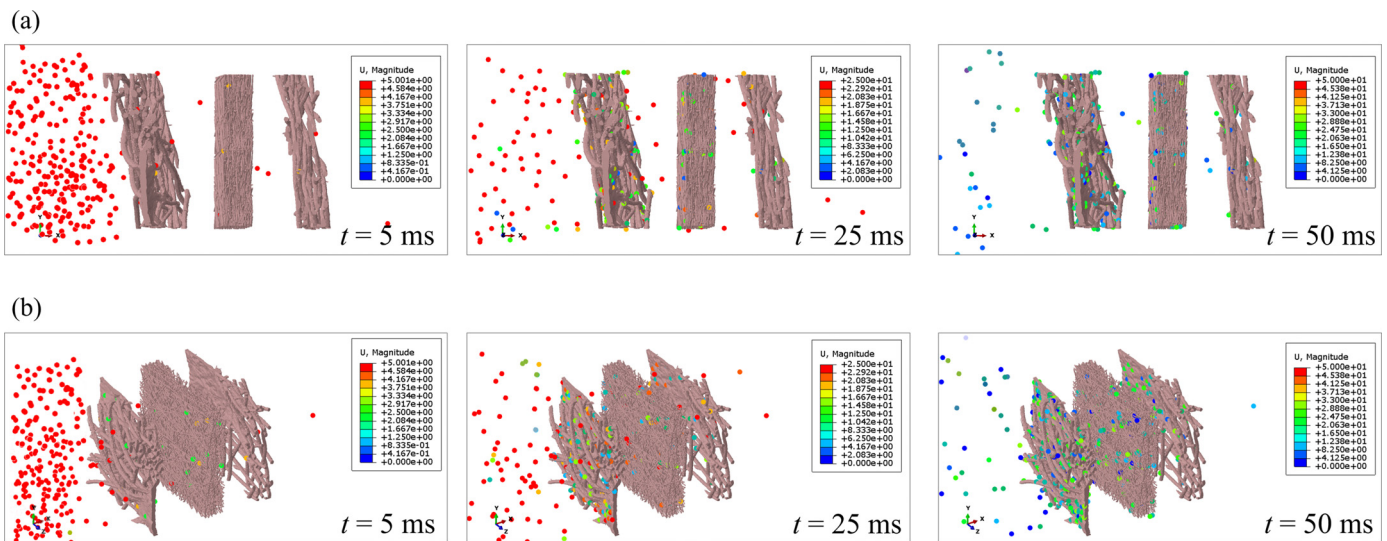 (a)
U, Magnitude
+5.001e+00
+4.584e+00
+4.167e+00
+3.751e+00
+3.334e+00
+2.917e+00
+2.500e+00
+2.084e+00
+1.667e+00
+1.250e+00
+8.335e-01
+4.167e-01
+0.000e+00
Y
X
t = 5 ms
U, Magnitude
+2.500e+01
+2.292e+01
+2.083e+01
+1.875e+01
+1.667e+01
+1.458e+01
+1.250e+01
+1.042e+01
+8.333e+00
+6.250e+00
+4.167e+00
+2.083e+00
+0.000e+00
Y
X
t = 25 ms
U, Magnitude
+5.000e+01
+4.538e+01
+4.125e+01
+3.713e+01
+3.300e+01
+2.888e+01
+2.475e+01
+2.063e+01
+1.650e+01
+1.238e+01
+8.250e+00
+4.125e+00
+0.000e+00
Y
X
t = 50 ms
(b)
U, Magnitude
+5.001e+00
+4.584e+00
+4.167e+00
+3.751e+00
+3.334e+00
+2.917e+00
+2.500e+00
+2.084e+00
+1.667e+00
+1.250e+00
+8.335e-01
+4.167e-01
+0.000e+00
Y
X
Z
t = 5 ms
U, Magnitude
+2.500e+01
+2.292e+01
+2.083e+01
+1.875e+01
+1.667e+01
+1.458e+01
+1.250e+01
+1.042e+01
+8.333e+00
+6.250e+00
+4.167e+00
+2.083e+00
+0.000e+00
Y
X
Z
t = 25 ms
U, Magnitude
+5.000e+01
+4.538e+01
+4.125e+01
+3.713e+01
+3.300e+01
+2.888e+01
+2.475e+01
+2.063e+01
+1.650e+01
+1.238e+01
+8.250e+00
+4.125e+00
+0.000e+00
Y
X
Z
t = 50 ms